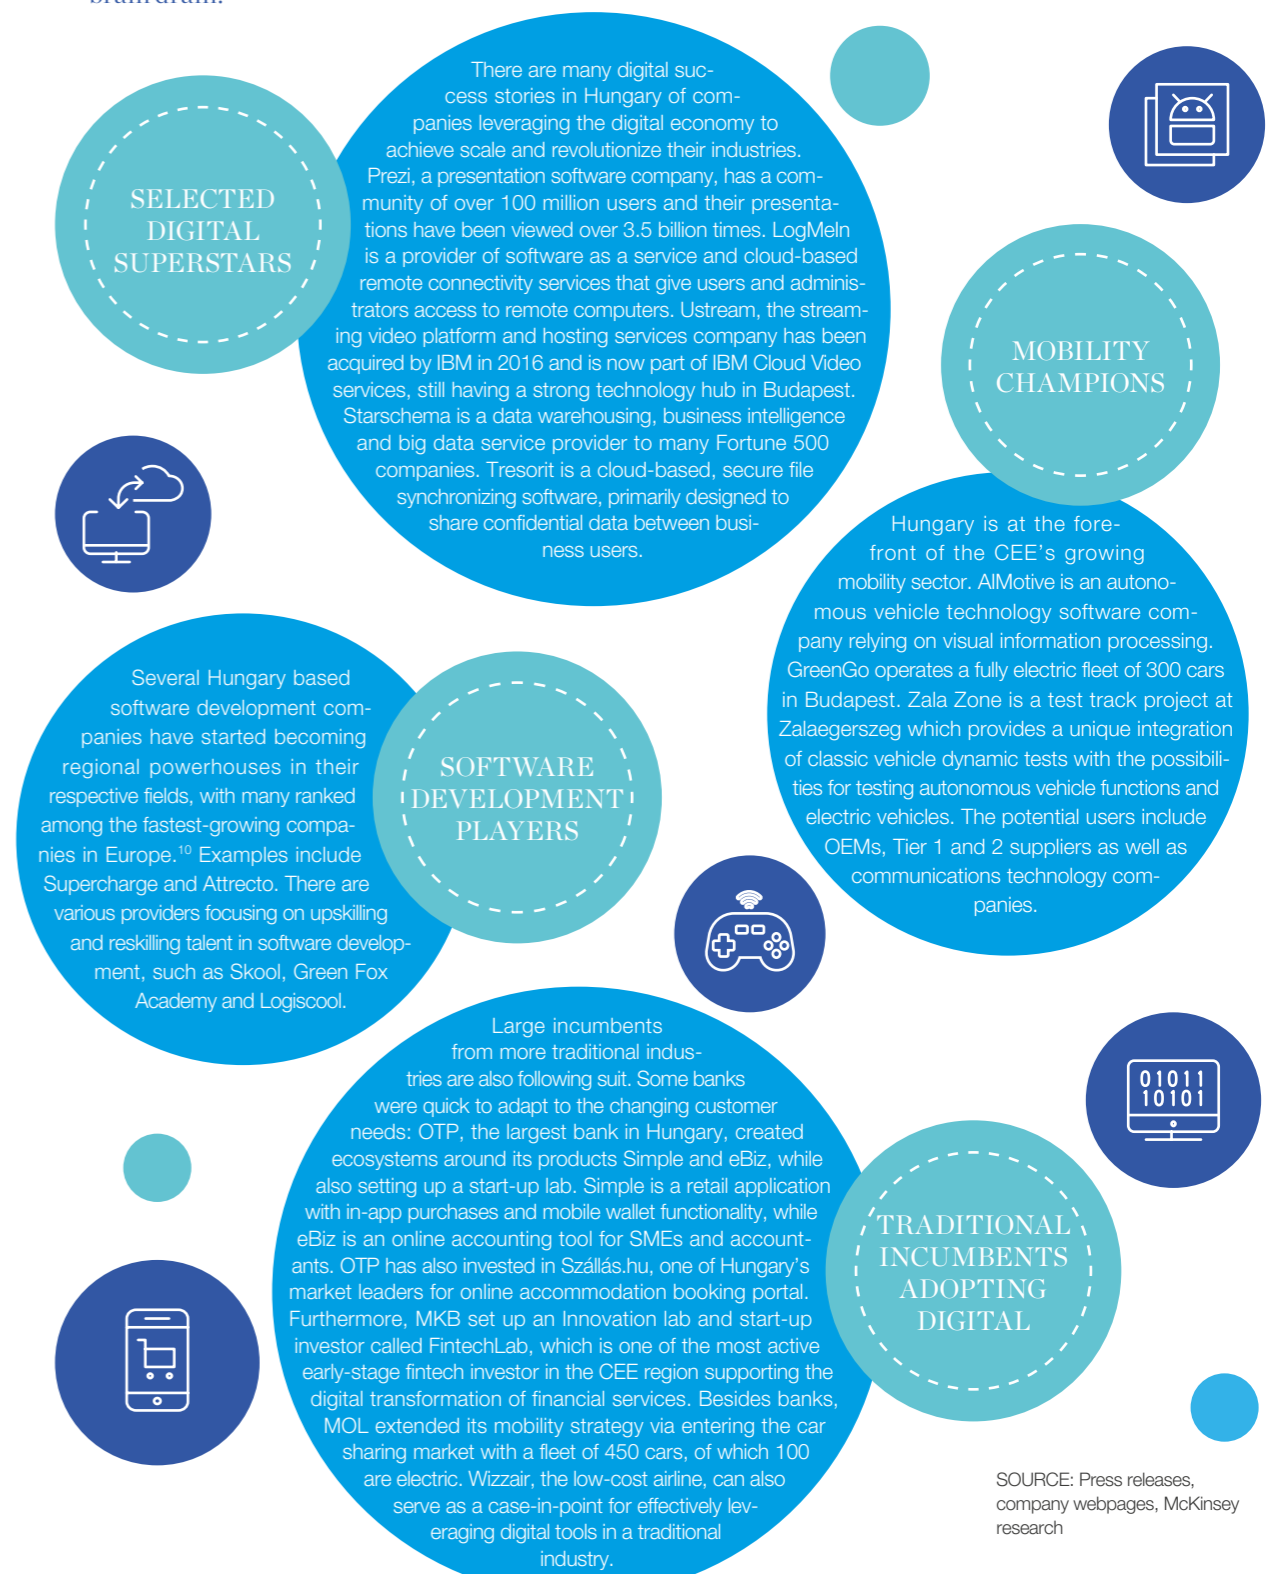 brain drain.
SELECTED
DIGITAL
SUPERSTARS
There are many digital suc-
cess stories in Hungary of com-
panies leveraging the digital economy to
achieve scale and revolutionize their industries.
Prezi, a presentation software company, has a com-
munity of over 100 million users and their presenta-
tions have been viewed over 3.5 billion times. LogMeIn
is a provider of software as a service and cloud-based
remote connectivity services that give users and adminis-
trators access to remote computers. Ustream, the stream-
ing video platform and hosting services company has been
acquired by IBM in 2016 and is now part of IBM Cloud Video
services, still having a strong technology hub in Budapest.
Starschema is a data warehousing, business intelligence
and big data service provider to many Fortune 500
companies. Tresorit is a cloud-based, secure file
synchronizing software, primarily designed to
share confidential data between busi-
ness users.
MOBILITY
CHAMPIONS
Hungary is at the fore-
front of the CEE's growing
mobility sector. AIMotive is an autono-
mous vehicle technology software com-
pany relying on visual information processing.
GreenGo operates a fully electric fleet of 300 cars
in Budapest. Zala Zone is a test track project at
Zalaegerszeg which provides a unique integration
of classic vehicle dynamic tests with the possibili-
ties for testing autonomous vehicle functions and
electric vehicles. The potential users include
OEMs, Tier 1 and 2 suppliers as well as
communications technology com-
panies.
Several Hungary based
software development com-
panies have started becoming
regional powerhouses in their
respective fields, with many ranked
among the fastest-growing compa-
nies in Europe.¹⁰ Examples include
Supercharge and Attrecto. There are
various providers focusing on upskilling
and reskilling talent in software develop-
ment, such as Skool, Green Fox
Academy and Logiscool.
SOFTWARE
DEVELOPMENT
PLAYERS
Large incumbents
from more traditional indus-
tries are also following suit. Some banks
were quick to adapt to the changing customer
needs: OTP, the largest bank in Hungary, created
ecosystems around its products Simple and eBiz, while
also setting up a start-up lab. Simple is a retail application
with in-app purchases and mobile wallet functionality, while
eBiz is an online accounting tool for SMEs and account-
ants. OTP has also invested in Szállás.hu, one of Hungary's
market leaders for online accommodation booking portal.
Furthermore, MKB set up an Innovation lab and start-up
investor called FintechLab, which is one of the most active
early-stage fintech investor in the CEE region supporting the
digital transformation of financial services. Besides banks,
MOL extended its mobility strategy via entering the car
sharing market with a fleet of 450 cars, of which 100
are electric. Wizzair, the low-cost airline, can also
serve as a case-in-point for effectively lev-
eraging digital tools in a traditional
industry.
01011
10101
TRADITIONAL
INCUMBENTS
ADOPTING
DIGITAL
SOURCE: Press releases,
company webpages, McKinsey
research